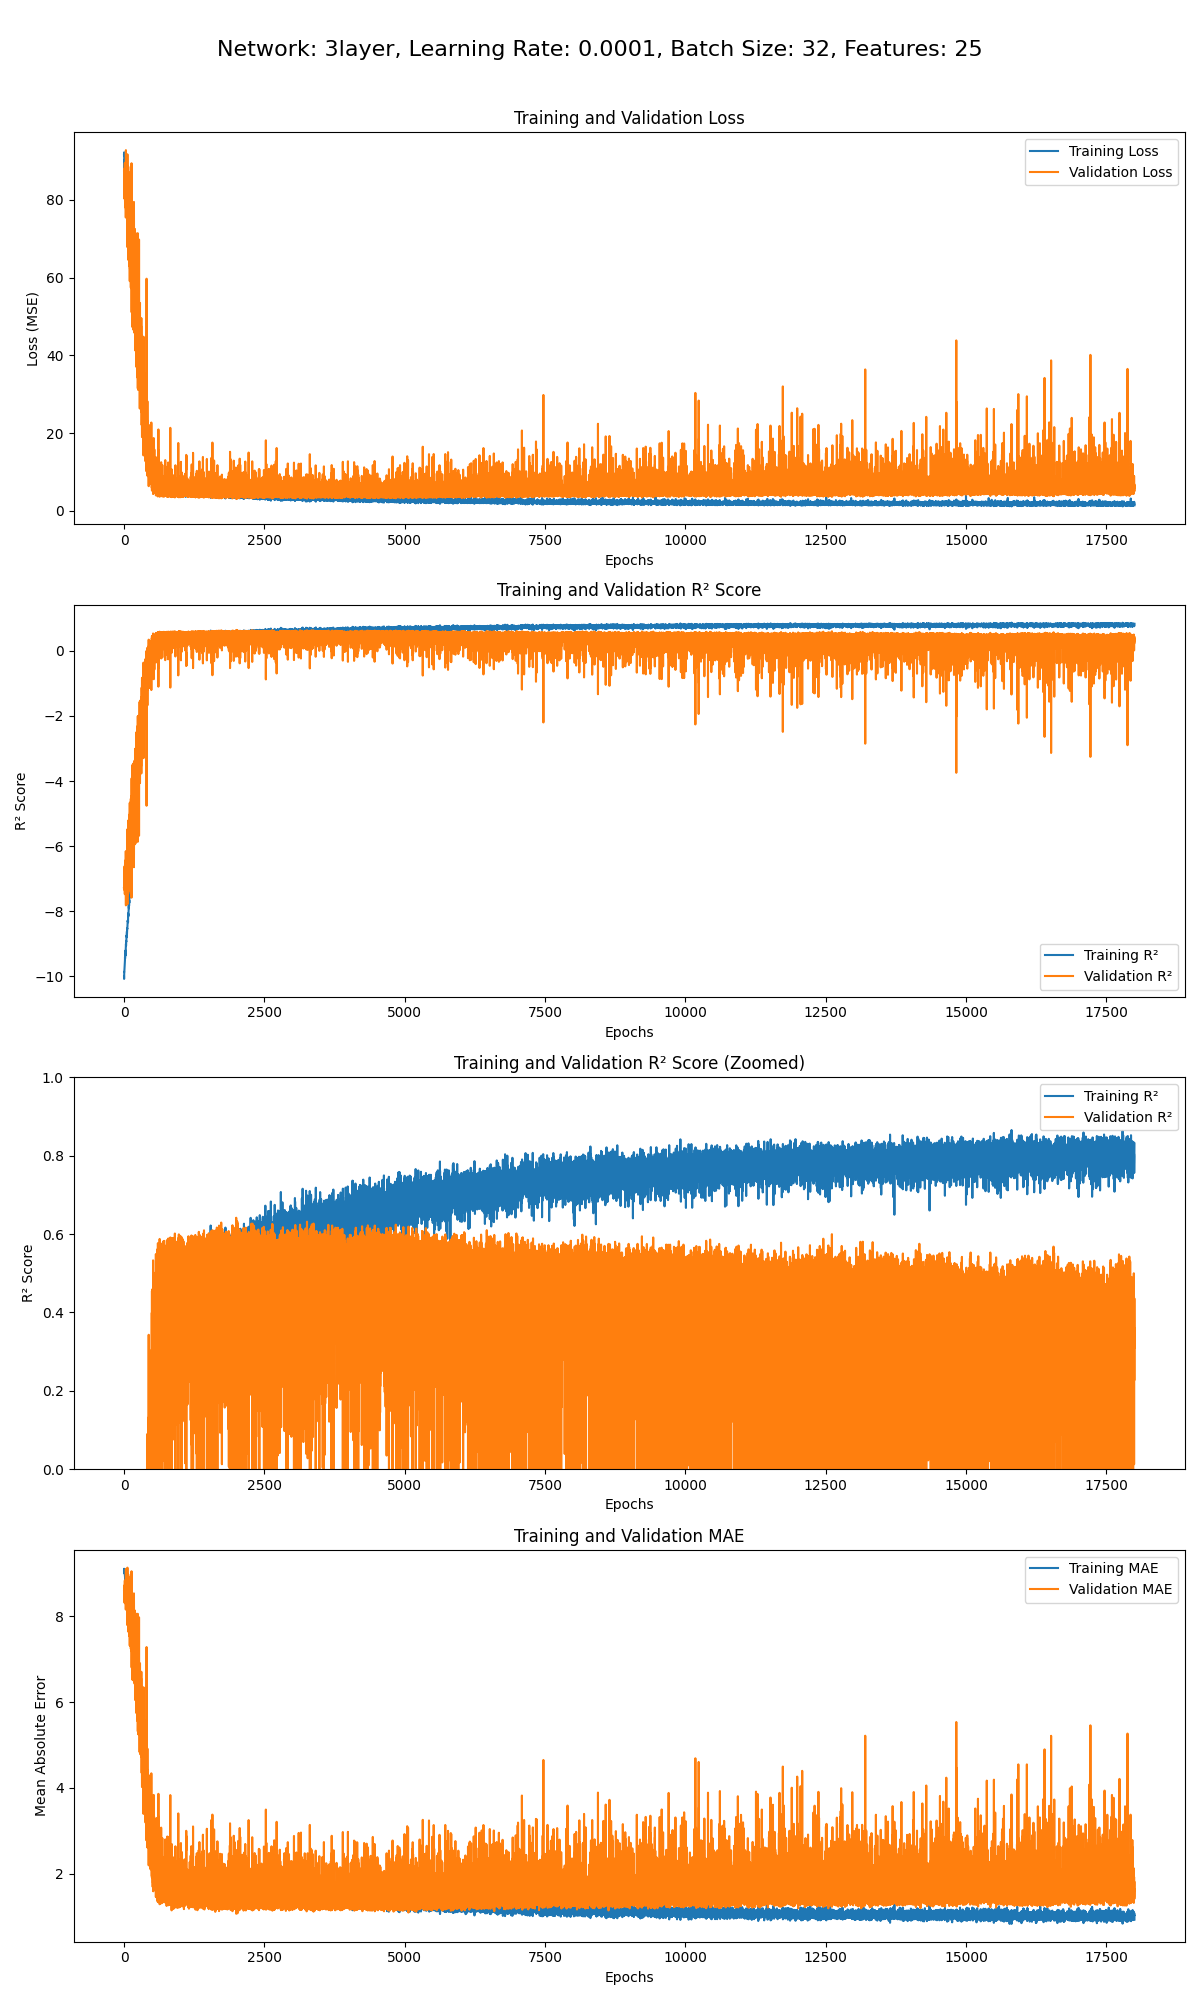 Network: 3layer, Learning Rate: 0.0001, Batch Size: 32, Features: 25
Training and Validation Loss
Training Loss
Validation Loss
80
60
40
20
0
Loss (MSE)
0 2500 5000 7500 10000 12500 15000 17500
Epochs
Training and Validation R² Score
0
−2
−4
−6
−8
−10
R² Score
Training R²
Validation R²
0 2500 5000 7500 10000 12500 15000 17500
Epochs
Training and Validation R² Score (Zoomed)
Training R²
Validation R²
1.0
0.8
0.6
0.4
0.2
0.0
R² Score
0 2500 5000 7500 10000 12500 15000 17500
Epochs
Training and Validation MAE
Training MAE
Validation MAE
8
6
4
2
Mean Absolute Error
0 2500 5000 7500 10000 12500 15000 17500
Epochs